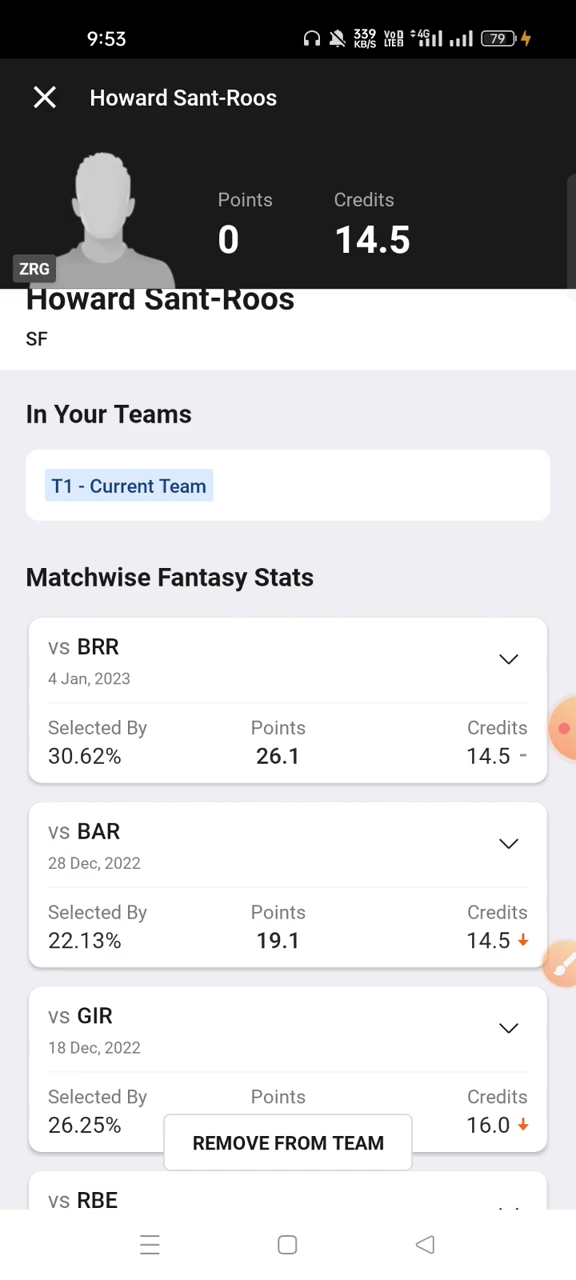 9:53
339 KB/S
Vo) LTE2
4G
79
Howard Sant-Roos
Points
Credits
0
14.5
ZRG
Howard Sant-Roos
SF
In Your Teams
T1 - Current Team
Matchwise Fantasy Stats
vs BRR
4 Jan, 2023
Selected By
Points
Credits
30.62%
26.1
14.5 -
vs BAR
28 Dec, 2022
Selected By
Points
Credits
22.13%
19.1
14.5
vs GIR
18 Dec, 2022
Selected By
Points
Credits
26.25%
16.0
REMOVE FROM TEAM
vs RBE